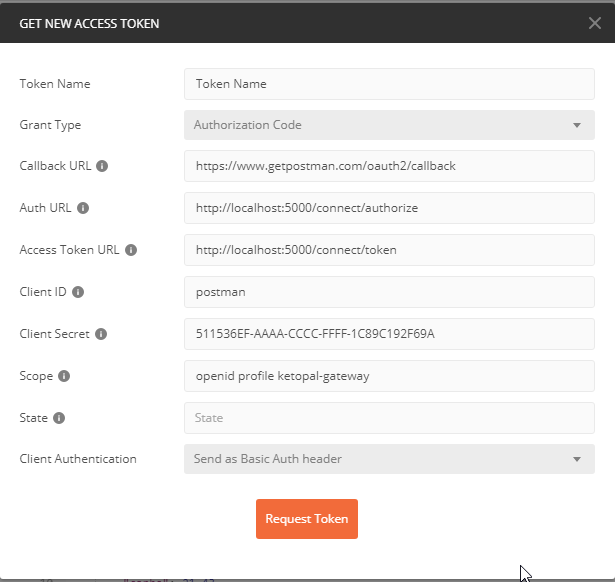 GET NEW ACCESS TOKEN
Token Name Token Name
Grant Type Authorization Code
Callback URL https://www.getpostman.com/oauth2/callback
Auth URL http://localhost:5000/connect/authorize
Access Token URL http://localhost:5000/connect/token
Client ID postman
Client Secret 511536EF-AAAA-CCCC-FFFF-1C89C192F69A
Scope openid profile ketopal-gateway
State State
Client Authentication Send as Basic Auth header
Request Token